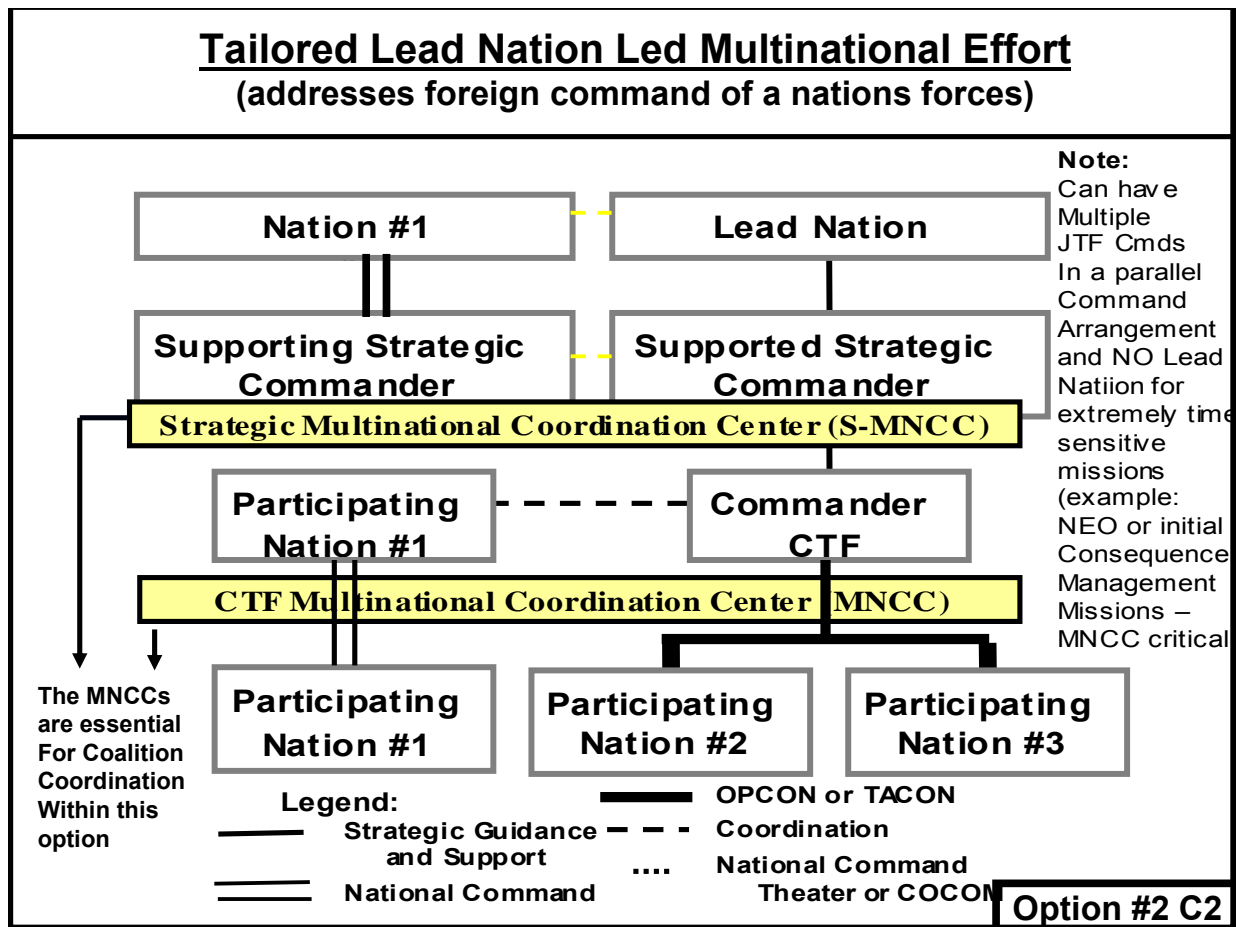 Tailored Lead Nation Led Multinational Effort
(addresses foreign command of a nations forces)
Nation #1
Lead Nation
Supporting Strategic
Commander
Supported Strategic
Commander
Strategic Multinational Coordination Center (S-MNCC)
Participating
Nation #1
Commander
CTF
CTF Multinational Coordination Center (MNCC)
Participating
Nation #1
Participating
Nation #2
Participating
Nation #3
Note:
Can have
Multiple
JTF Cmds
In a parallel
Command
Arrangement
and NO Lead
Natiion for
extremely time
sensitive
missions
(example:
NEO or initial
Consequence
Management
Missions –
MNCC critical
The MNCCs
are essential
For Coalition
Coordination
Within this
option
Legend:
Strategic Guidance
and Support
National Command
OPCON or TACON
Coordination
National Command
Theater or COCOM
Option #2 C2